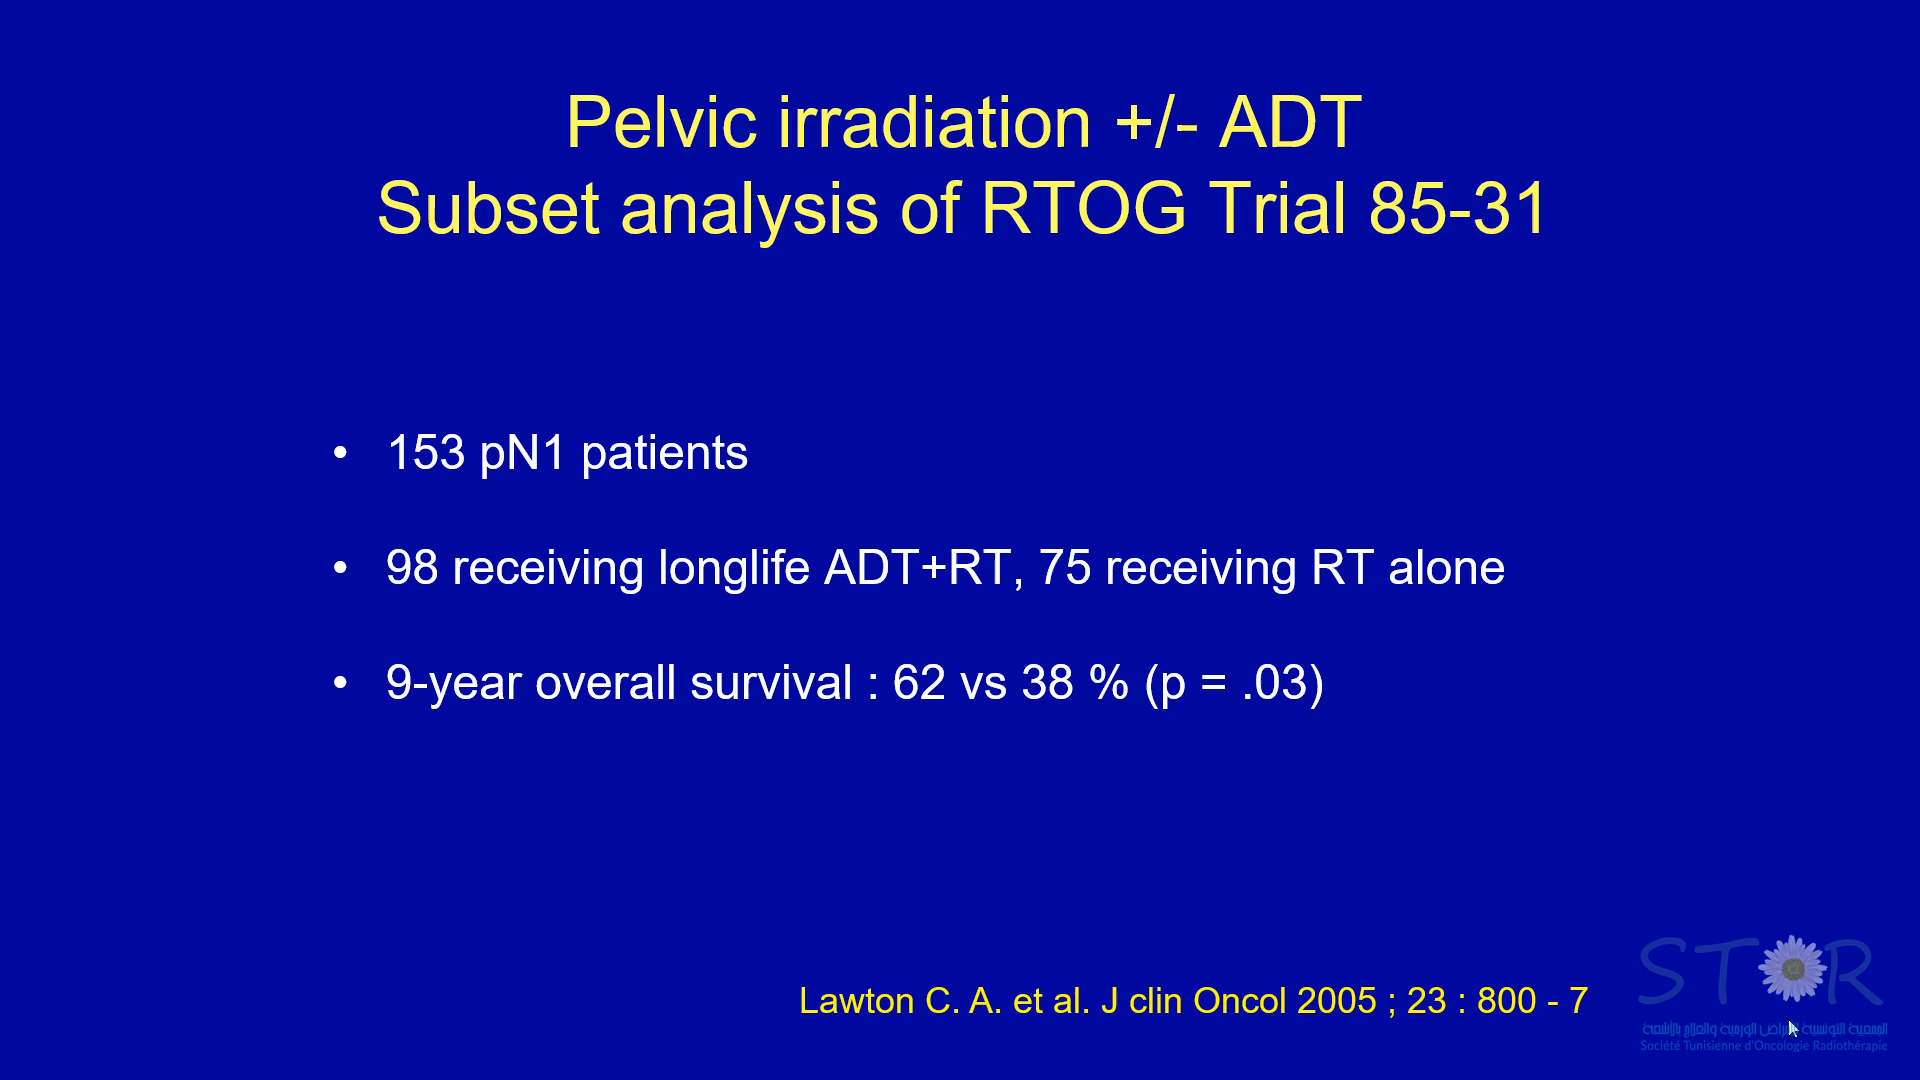 Pelvic irradiation +/- ADT
Subset analysis of RTOG Trial 85-31
• 153 pN1 patients
• 98 receiving longlife ADT+RT, 75 receiving RT alone
• 9-year overall survival : 62 vs 38 % (p = .03)
Lawton C. A. et al. J clin Oncol 2005 ; 23 : 800 - 7
STOR
Société Tunisienne d'Oncologie Radiothérapie